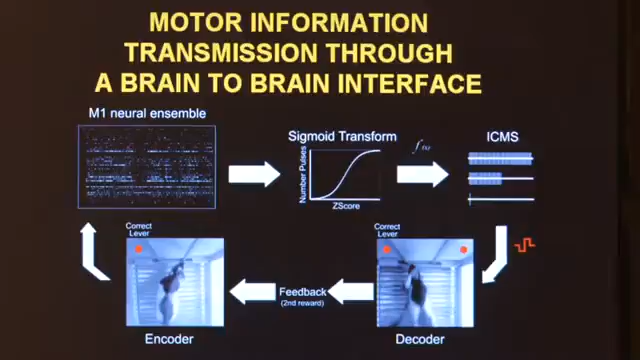 MOTOR INFORMATION
TRANSMISSION THROUGH
A BRAIN TO BRAIN INTERFACE
M1 neural ensemble
Sigmoid Transform
Number Pulses
ZScore
ICMS
Correct
Lever
Encoder
Feedback
(2nd reward)
Correct
Lever
Decoder